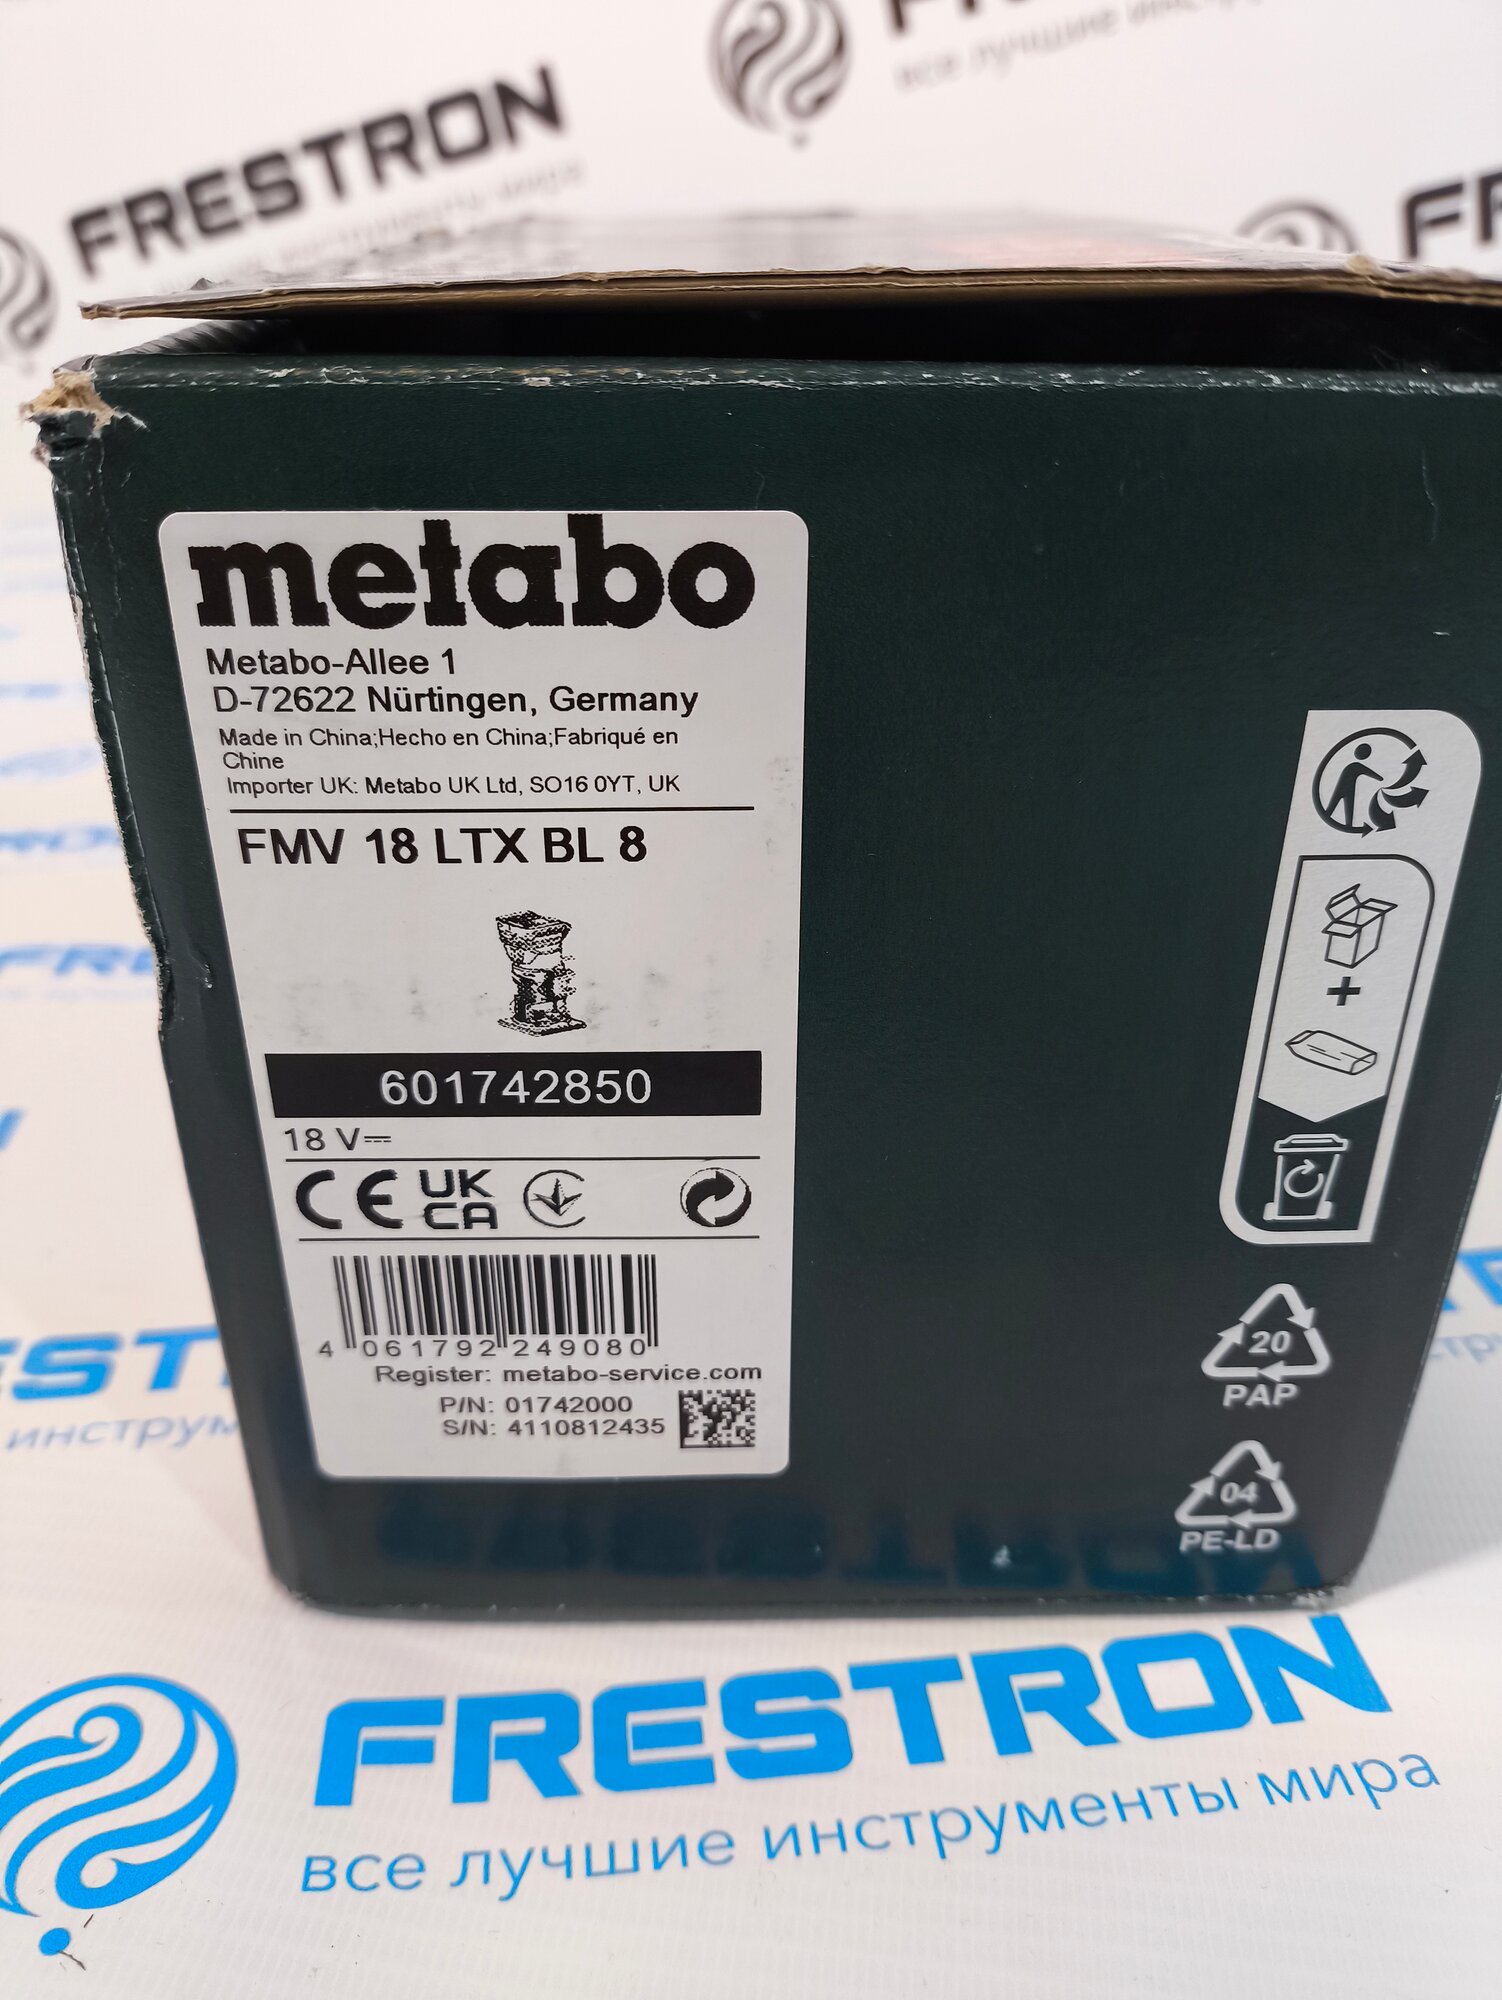 FRESTRON
все лучшие инструменты
FR
metabo
Metabo-Allee 1
D-72622 Nürtingen, Germany
Made in China;Hecho en China;Fabriqué en
Chine
Importer UK: Metabo UK Ltd, SO16 0YT, UK
FMV 18 LTX BL 8
601742850
18 V
CE UK
CA
4 061792 249080
Register: metabo-service.com
P/N: 01742000
S/N: 4110812435
20
PAP
04
PE-LD
FRESTRON
все лучшие инструменты мира